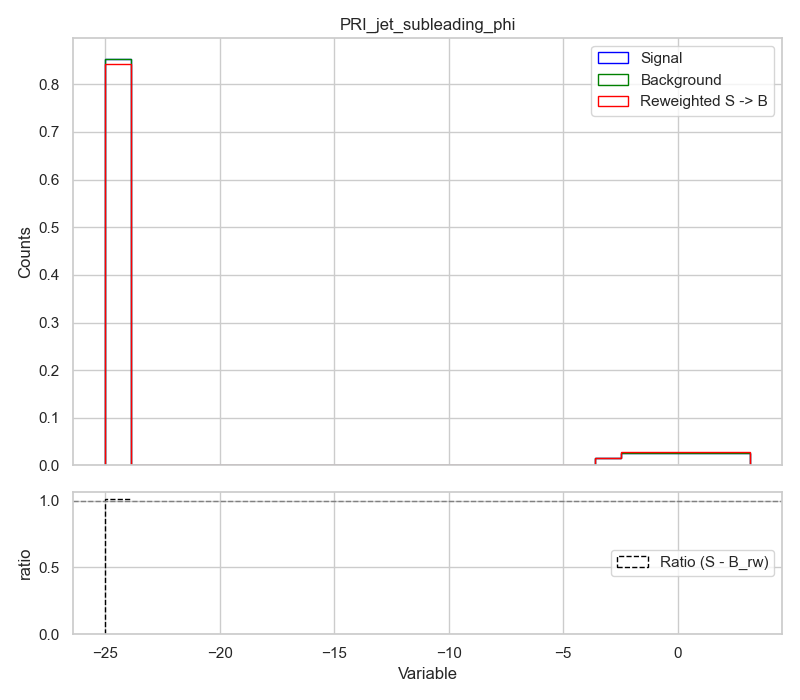 PRI_jet_subleading_phi
Signal
Background
Reweighted S -> B
Counts
0.8
0.7
0.6
0.5
0.4
0.3
0.2
0.1
0.0
ratio
1.0
0.5
0.0
Ratio (S - B_rw)
−25
−20
−15
−10
−5
0
Variable